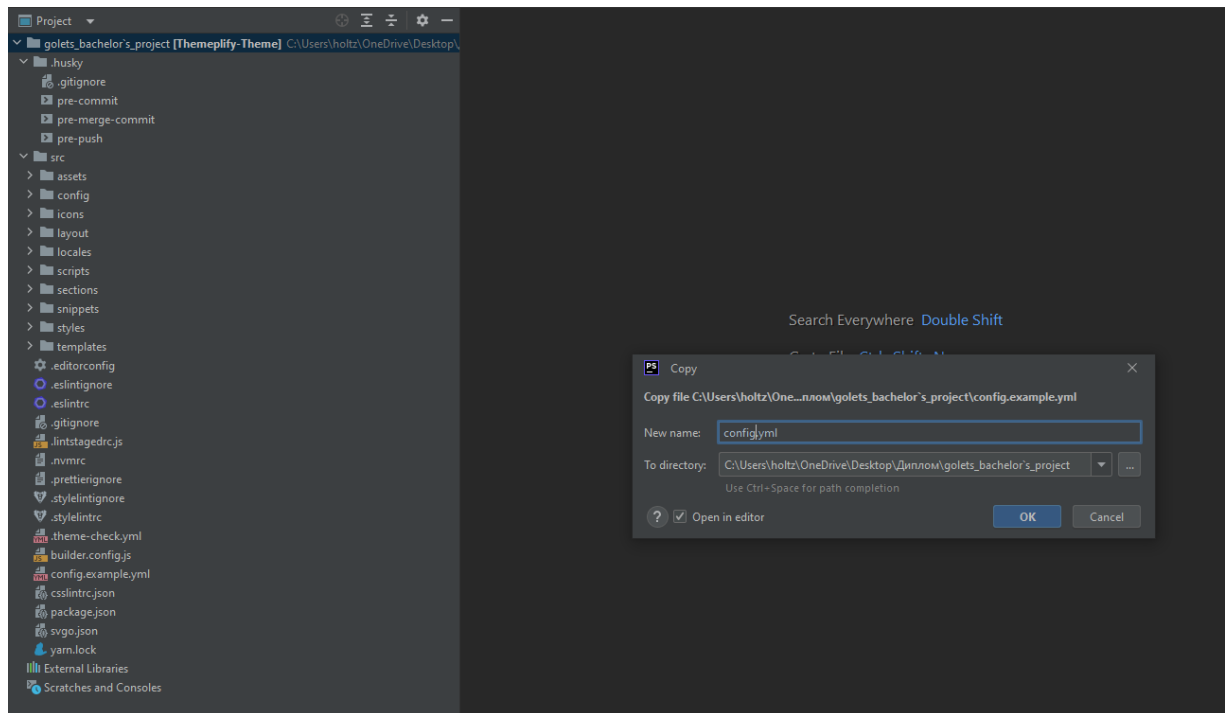 Project
golets_bachelor`s_project [Themeplify-Theme] C:\Users\holtz\OneDrive\Desktop\
.husky
.gitignore
pre-commit
pre-merge-commit
pre-push
src
assets
config
icons
layout
locales
scripts
sections
snippets
styles
templates
.editorconfig
.eslintignore
.eslintrc
.gitignore
.lintstagedrc.js
.nvmrc
.prettierignore
.stylelintignore
.stylelintrc
.theme-check.yml
builder.config.js
config.example.yml
csslintrc.json
package.json
svgo.json
yarn.lock
External Libraries
Scratches and Consoles
Search Everywhere Double Shift
PS Copy
Copy file C:\Users\holtz\One...плом\golets_bachelor`s_project\config.example.yml
New name: config.yml
To directory: C:\Users\holtz\OneDrive\Desktop\Диплом\golets_bachelor`s_project ...
Use Ctrl+Space for path completion
? Open in editor OK Cancel